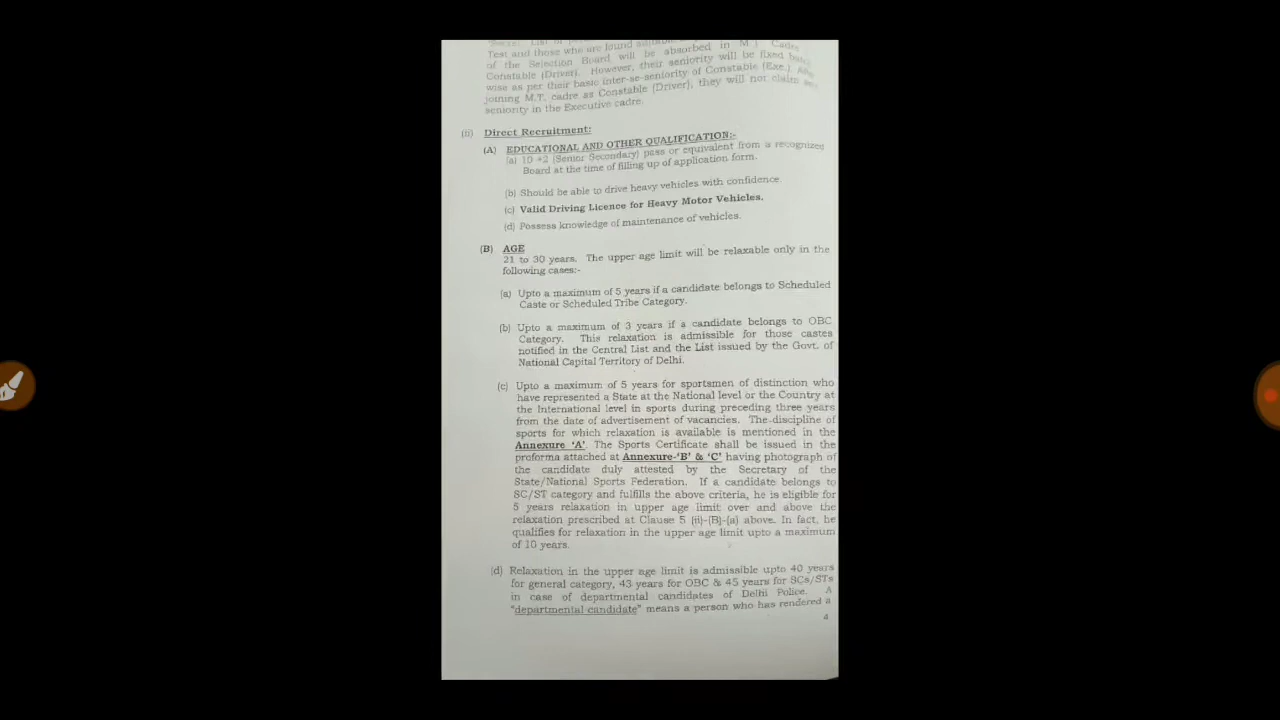 Test and those who are found
of the Selection Board will be absorbed in M.T. Cadre
Constable (Driver). However, their seniority will be fixed
wise as per their basic inter-se-seniority of Constable (Exe.)
joining M.T. cadre as Constable (Driver), they will not claim
seniority in the Executive cadre.
(ii) Direct Recruitment:
(A) EDUCATIONAL AND OTHER QUALIFICATION:-
(a) 10 +2 (Senior Secondary) pass or equivalent from a recognized
Board at the time of filling up of application form.
(b) Should be able to drive heavy vehicles with confidence.
(c) Valid Driving Licence for Heavy Motor Vehicles.
(d) Possess knowledge of maintenance of vehicles.
(B) AGE
21 to 30 years. The upper age limit will be relaxable only in the
following cases:-
(a) Upto a maximum of 5 years if a candidate belongs to Scheduled
Caste or Scheduled Tribe Category.
(b) Upto a maximum of 3 years if a candidate belongs to OBC
Category. This relaxation is admissible for those castes
notified in the Central List and the List issued by the Govt. of
National Capital Territory of Delhi.
(c) Upto a maximum of 5 years for sportsmen of distinction who
have represented a State at the National level or the Country at
the International level in sports during preceding three years
from the date of advertisement of vacancies. The discipline of
sports for which relaxation is available is mentioned in the
Annexure 'A'. The Sports Certificate shall be issued in the
proforma attached at Annexure-'B' & 'C' having photograph of
the candidate duly attested by the Secretary of the
State/National Sports Federation. If a candidate belongs to
SC/ST category and fulfills the above criteria, he is eligible for
5 years relaxation in upper age limit over and above the
relaxation prescribed at Clause 5 (ii)-(B)-(a) above. In fact, he
qualifies for relaxation in the upper age limit upto a maximum
of 10 years.
(d) Relaxation in the upper age limit is admissible upto 40 years
for general category, 43 years for OBC & 45 years for SCs/STs
in case of departmental candidates of Delhi Police. A
"departmental candidate" means a person who has rendered a
4